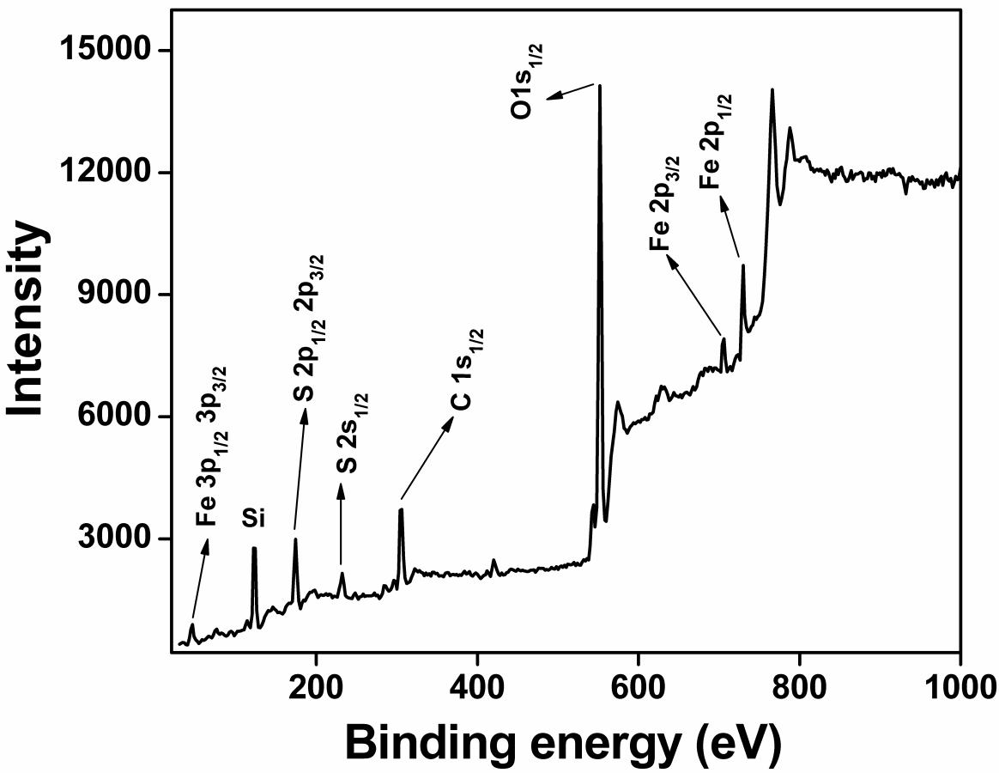 15000
12000
9000
6000
3000
Intensity
Fe 3p1/2 3p3/2
Si
S 2p1/2 2p3/2
S 2s1/2
C 1s1/2
O1s1/2
Fe 2p3/2
Fe 2p1/2
200
400
600
800
1000
Binding energy (eV)